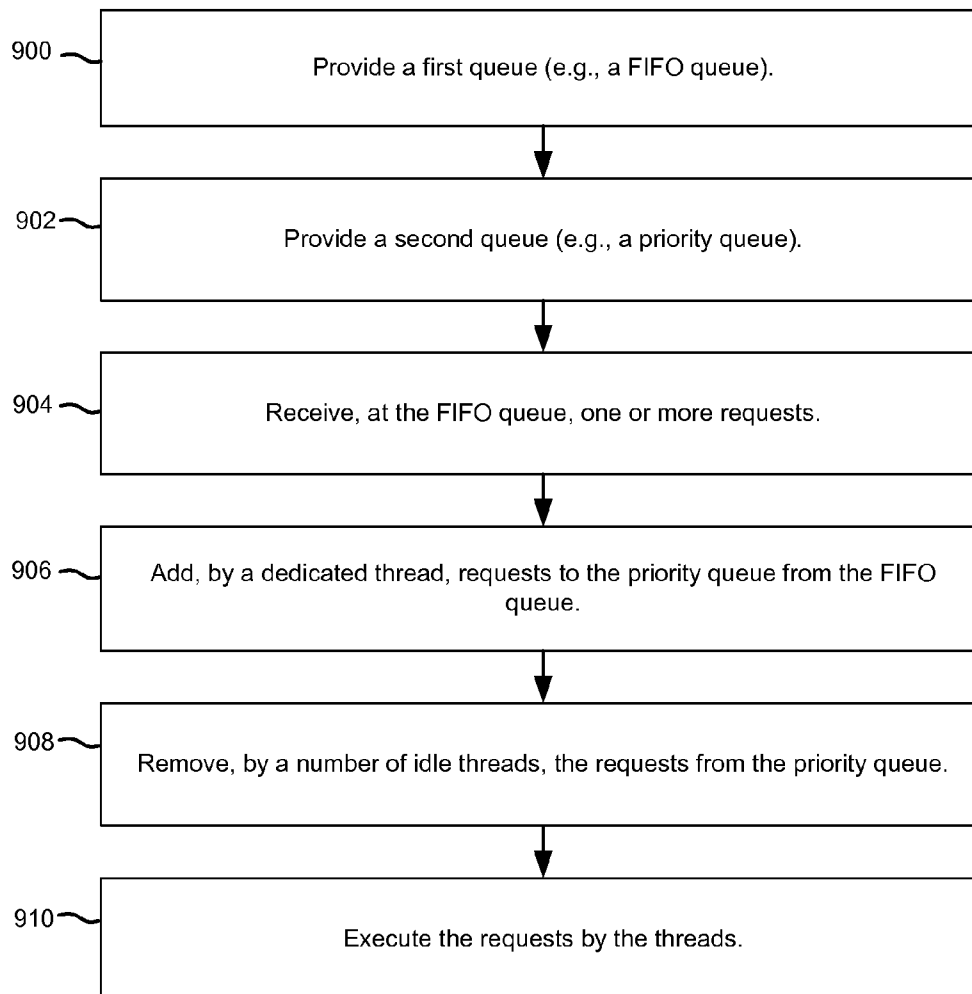 900
Provide a first queue (e.g., a FIFO queue).
902
Provide a second queue (e.g., a priority queue).
904
Receive, at the FIFO queue, one or more requests.
906
Add, by a dedicated thread, requests to the priority queue from the FIFO
queue.
908
Remove, by a number of idle threads, the requests from the priority queue.
910
Execute the requests by the threads.